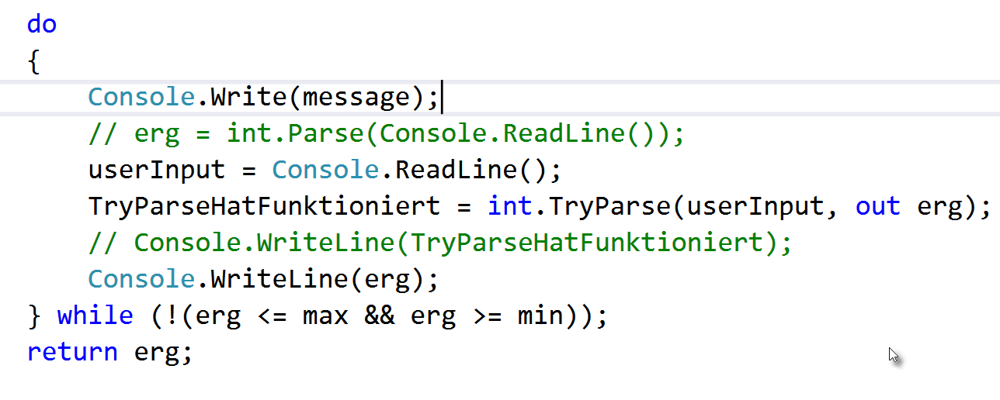 do
{
    Console.Write(message);
    // erg = int.Parse(Console.ReadLine());
    userInput = Console.ReadLine();
    TryParseHatFunktioniert = int.TryParse(userInput, out erg);
    // Console.WriteLine(TryParseHatFunktioniert);
    Console.WriteLine(erg);
} while (!(erg <= max && erg >= min));
return erg;